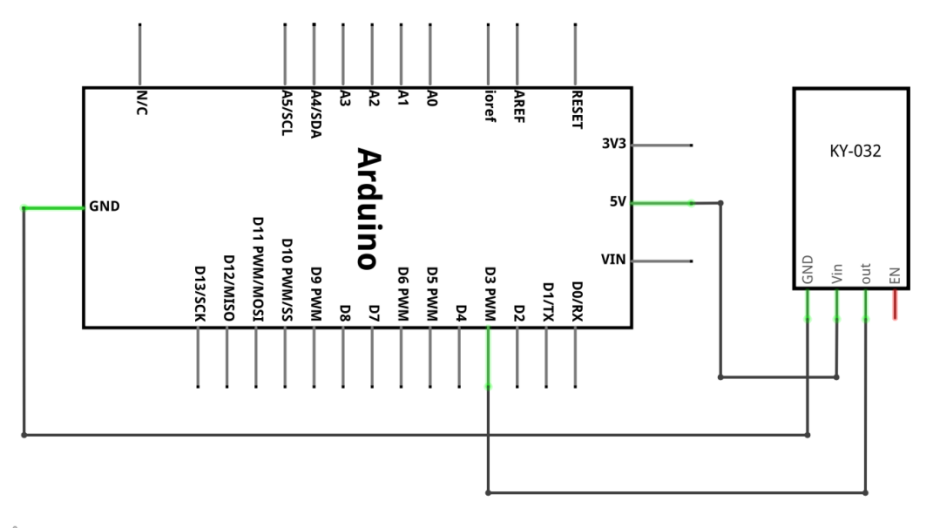 N/C
A5/SCL
A4/SDA
A3
A2
A1
A0
ioref
AREF
RESET
Arduino
3V3
5V
VIN
GND
D13/SCK
D12/MISO
D11 PWM/MOSI
D10 PWM/SS
D9 PWM
D8
D7
D6 PWM
D5 PWM
D4
D3 PWM
D2
D1/TX
D0/RX
KY-032
GND
Vin
out
EN